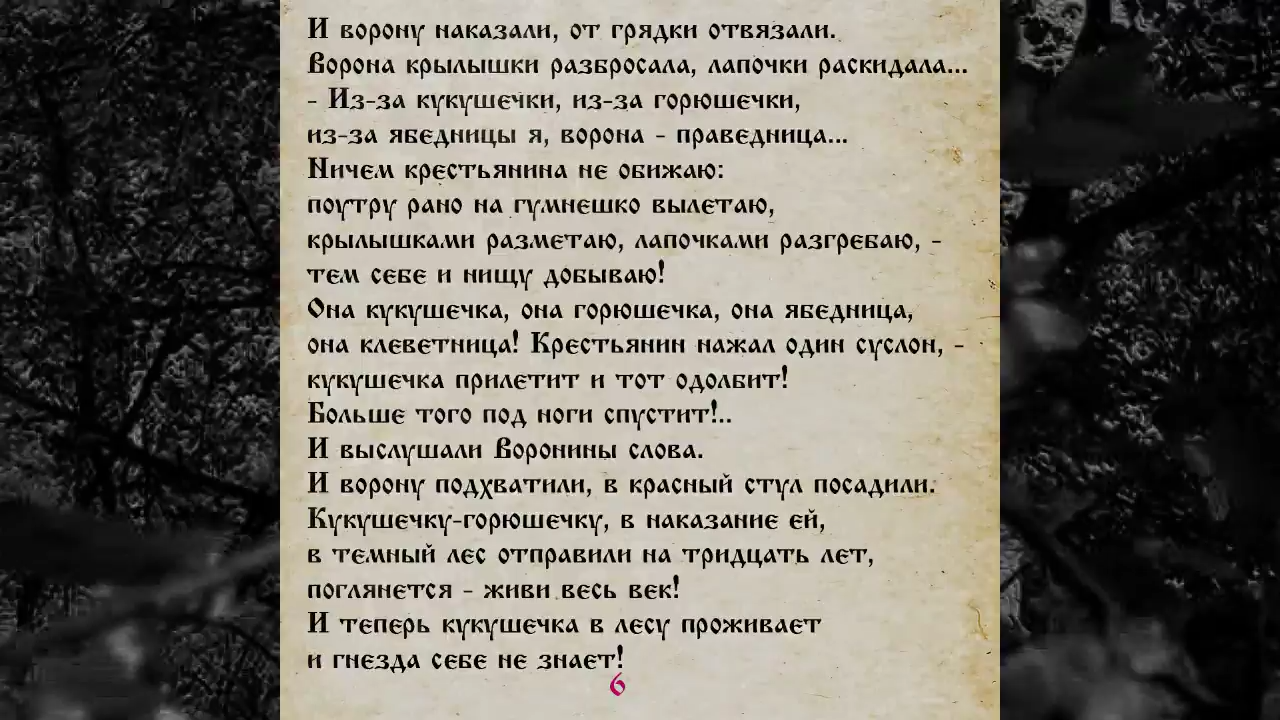 И ворону наказали, от грядки отвязали.
Ворона крылышки разбросала, лапочки раскидала...
- Из-за кукушечки, из-за горюшечки,
из-за ябедницы я, ворона - праведница...
Ничем крестьянина не обижаю:
поутру рано на гумнешко вылетаю,
крылышками разметаю, лапочками разгребаю, -
тем себе и нищу добываю!
Она кукушечка, она горюшечка, она ябедница,
она клеветница! Крестьянин нажал один суслон, -
кукушечка прилетит и тот одолбит!
Больше того под ноги спустит!..
И выслушали Воронины слова.
И ворону подхватили, в красный стул посадили.
Кукушечку-горюшечку, в наказание ей,
в темный лес отправили на тридцать лет,
поглянется - живи весь век!
И теперь кукушечка в лесу проживает
и гнезда себе не знает!
6